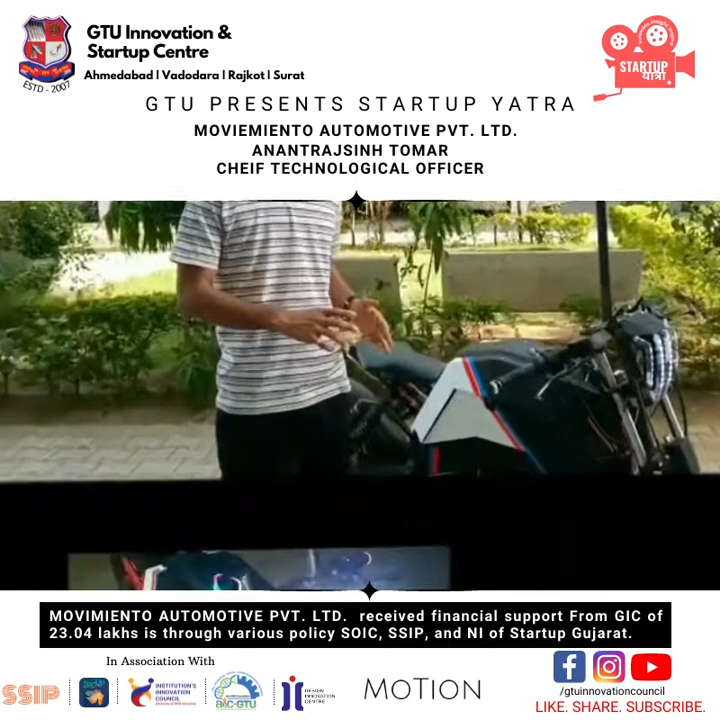 GTU Innovation &
Startup Centre
Ahmedabad I Vadodara I Rajkot I Surat
ESTD - 2007
STARTUP
यात्रा
GTU PRESENTS STARTUP YATRA
MOVIEMIENTO AUTOMOTIVE PVT. LTD.
ANANTRAJSINH TOMAR
CHEIF TECHNOLOGICAL OFFICER
MOVIMIENTO AUTOMOTIVE PVT. LTD. received financial support From GIC of
23.04 lakhs is through various policy SOIC, SSIP, and NI of Startup Gujarat.
In Association With
SSIP
INSTITUTION'S
INNOVATION
COUNCIL
BIC-GTU
DESIGN
INNOVATION
CENTRE
MOTION
/gtuinnovationcouncil
LIKE. SHARE. SUBSCRIBE.